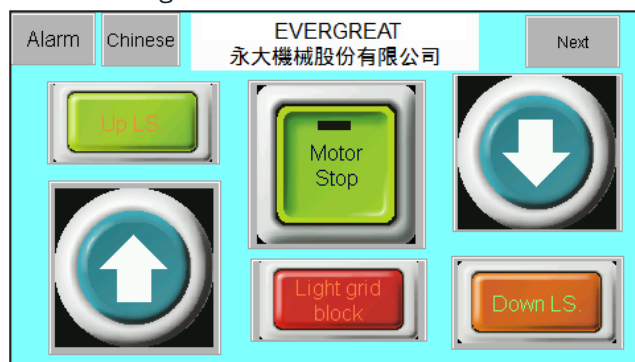 Alarm
Chinese
EVERGREAT
永大機械股份有限公司
Next
Up LS.
Motor
Stop
Light grid
block
Down LS.